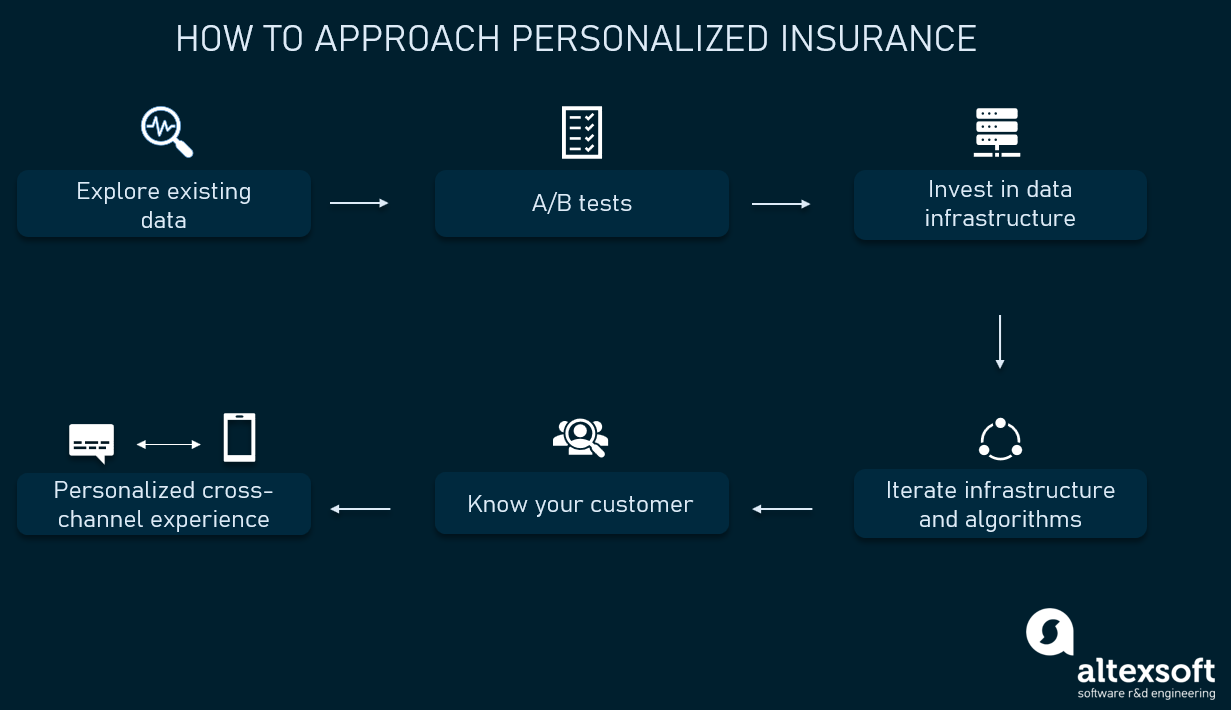 HOW TO APPROACH PERSONALIZED INSURANCE
Explore existing
data
A/B tests
Invest in data
infrastructure
Personalized cross-
channel experience
Know your customer
Iterate infrastructure
and algorithms
altexsoft
software r&d engineering